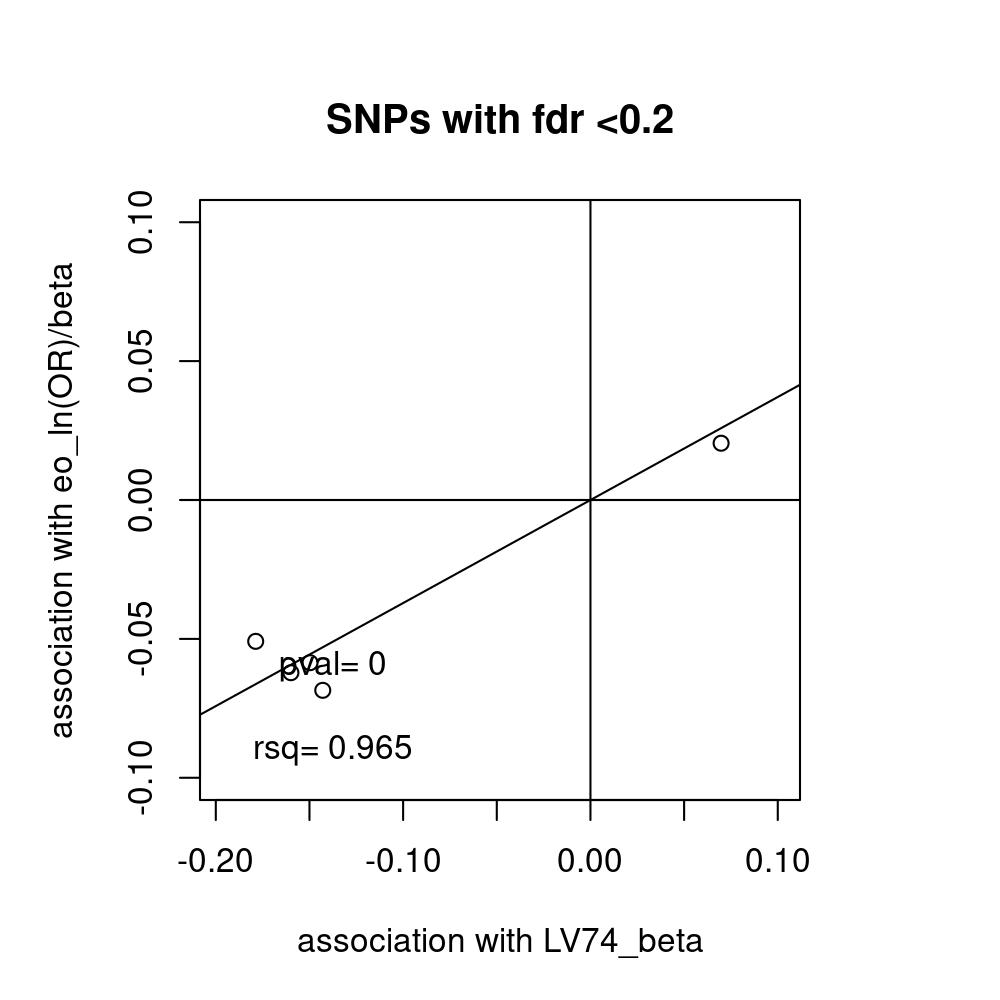 SNPs with fdr <0.2
association with eo_ln(OR)/beta
0.10
0.05
0.00
-0.05
-0.10
pval= 0
rsq= 0.965
-0.20
-0.10
0.00
0.10
association with LV74_beta